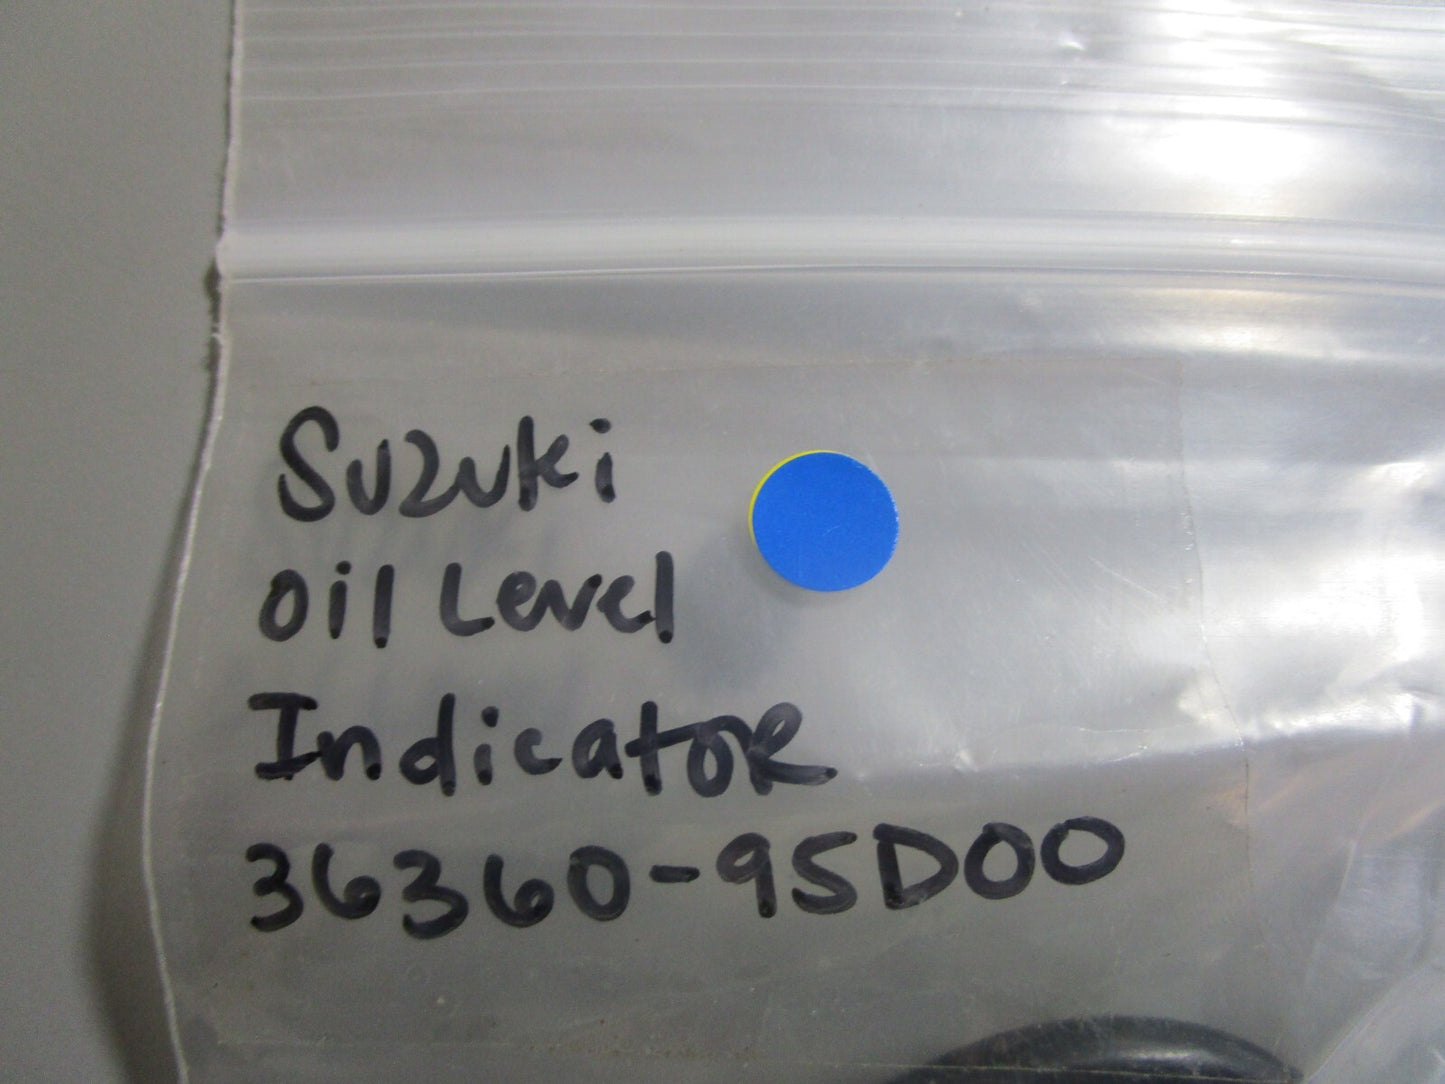 Suzuki
Oil Level
Indicator
36360-95D00